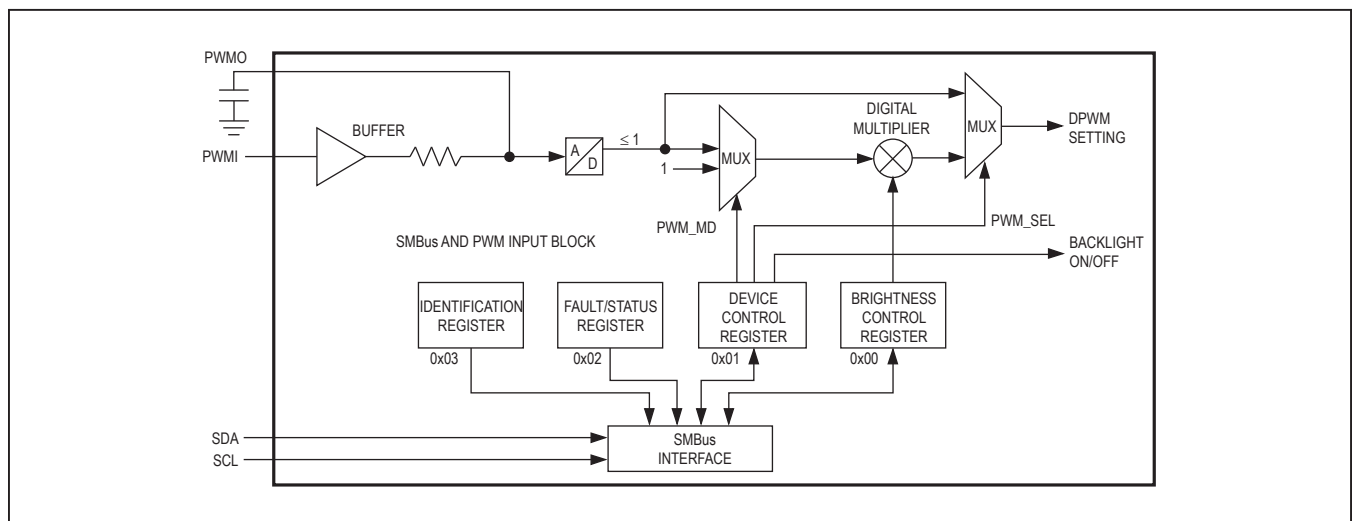 PWMO
BUFFER
PWMI
A
D
≤ 1
1
MUX
DIGITAL
MULTIPLIER
MUX
DPWM
SETTING
PWM_MD
PWM_SEL
SMBus AND PWM INPUT BLOCK
BACKLIGHT
ON/OFF
IDENTIFICATION
REGISTER
0x03
FAULT/STATUS
REGISTER
0x02
DEVICE
CONTROL
REGISTER
0x01
BRIGHTNESS
CONTROL
REGISTER
0x00
SDA
SCL
SMBus
INTERFACE